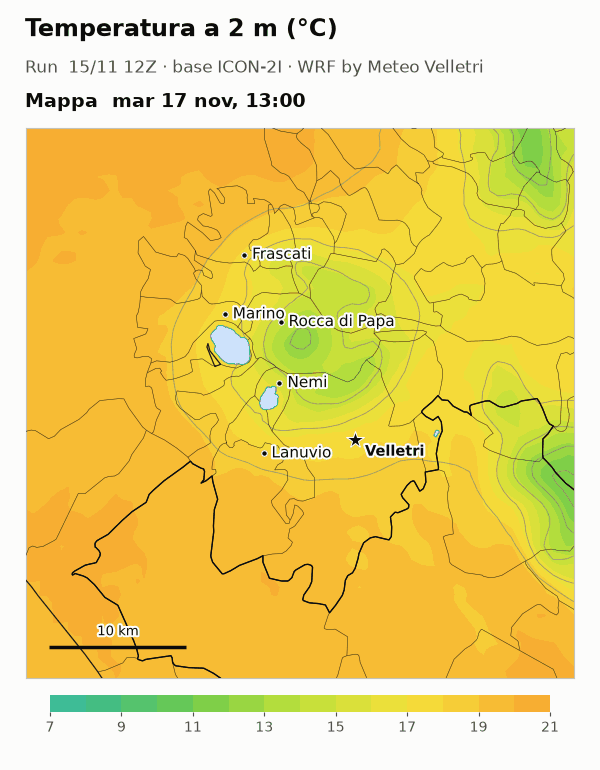 Temperatura a 2 m (°C)
Run  15/11 12Z · base ICON-2I · WRF by Meteo Velletri
Mappa  mar 17 nov, 13:00
Frascati
Marino
Rocca di Papa
Nemi
Velletri
Lanuvio
10 km
7 9 11 13 15 17 19 21